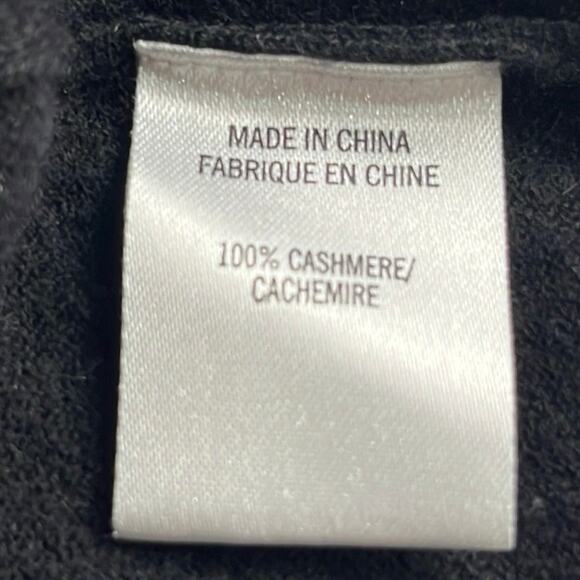 MADE IN CHINA
FABRIQUE EN CHINE
100% CASHMERE/
CACHEMIRE